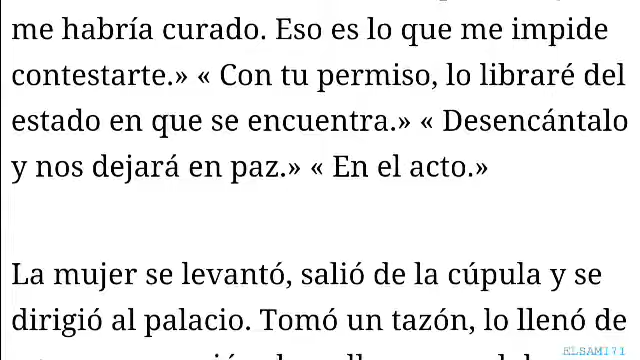 me habría curado. Eso es lo que me impide
contestarte.» « Con tu permiso, lo libraré del
estado en que se encuentra.» « Desencántalo
y nos dejará en paz.» « En el acto.»
La mujer se levantó, salió de la cúpula y se
dirigió al palacio. Tomó un tazón, lo llenó de
ELSAMI71